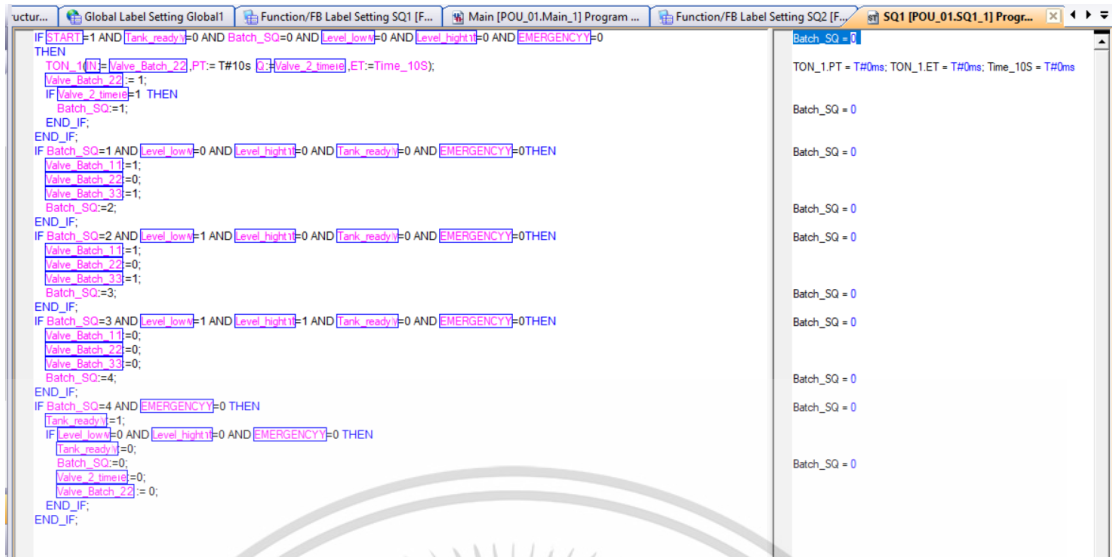 uctur...
Global Label Setting Global1
Function/FB Label Setting SQ1 [F...
Main [POU_01.Main_1] Program ...
Function/FB Label Setting SQ2 [F...
SQ1 [POU_01.SQ1_1] Progr...
IF START=1 AND Tank_ready=0 AND Batch_SQ=0 AND Level_low=0 AND Level_hight=0 AND EMERGENCYY=0
Batch_SQ = 0
THEN
TON_1(IN:= Valve_Batch_22 ,PT:= T#10s Q:=Valve_2_time ,ET:=Time_10S);
TON_1.PT = T#0ms; TON_1.ET = T#0ms; Time_10S = T#0ms
Valve_Batch_22 := 1;
IF Valve_2_time=1 THEN
Batch_SQ:=1;
Batch_SQ = 0
END_IF;
END_IF;
IF Batch_SQ=1 AND Level_low=0 AND Level_hight=0 AND Tank_ready=0 AND EMERGENCYY=0THEN
Batch_SQ = 0
Valve_Batch_11:=1;
Valve_Batch_22:=0;
Valve_Batch_33:=1;
Batch_SQ:=2;
Batch_SQ = 0
END_IF;
IF Batch_SQ=2 AND Level_low=1 AND Level_hight=0 AND Tank_ready=0 AND EMERGENCYY=0THEN
Batch_SQ = 0
Valve_Batch_11:=1;
Valve_Batch_22:=0;
Valve_Batch_33:=1;
Batch_SQ:=3;
Batch_SQ = 0
END_IF;
IF Batch_SQ=3 AND Level_low=1 AND Level_hight=1 AND Tank_ready=0 AND EMERGENCYY=0THEN
Batch_SQ = 0
Valve_Batch_11:=0;
Valve_Batch_22:=0;
Valve_Batch_33:=0;
Batch_SQ:=4;
Batch_SQ = 0
END_IF;
IF Batch_SQ=4 AND EMERGENCYY=0 THEN
Batch_SQ = 0
Tank_ready:=1;
IF Level_low=0 AND Level_hight=0 AND EMERGENCYY=0 THEN
Tank_ready:=0;
Batch_SQ:=0;
Batch_SQ = 0
Valve_2_time:=0;
Valve_Batch_22 := 0;
END_IF;
END_IF;